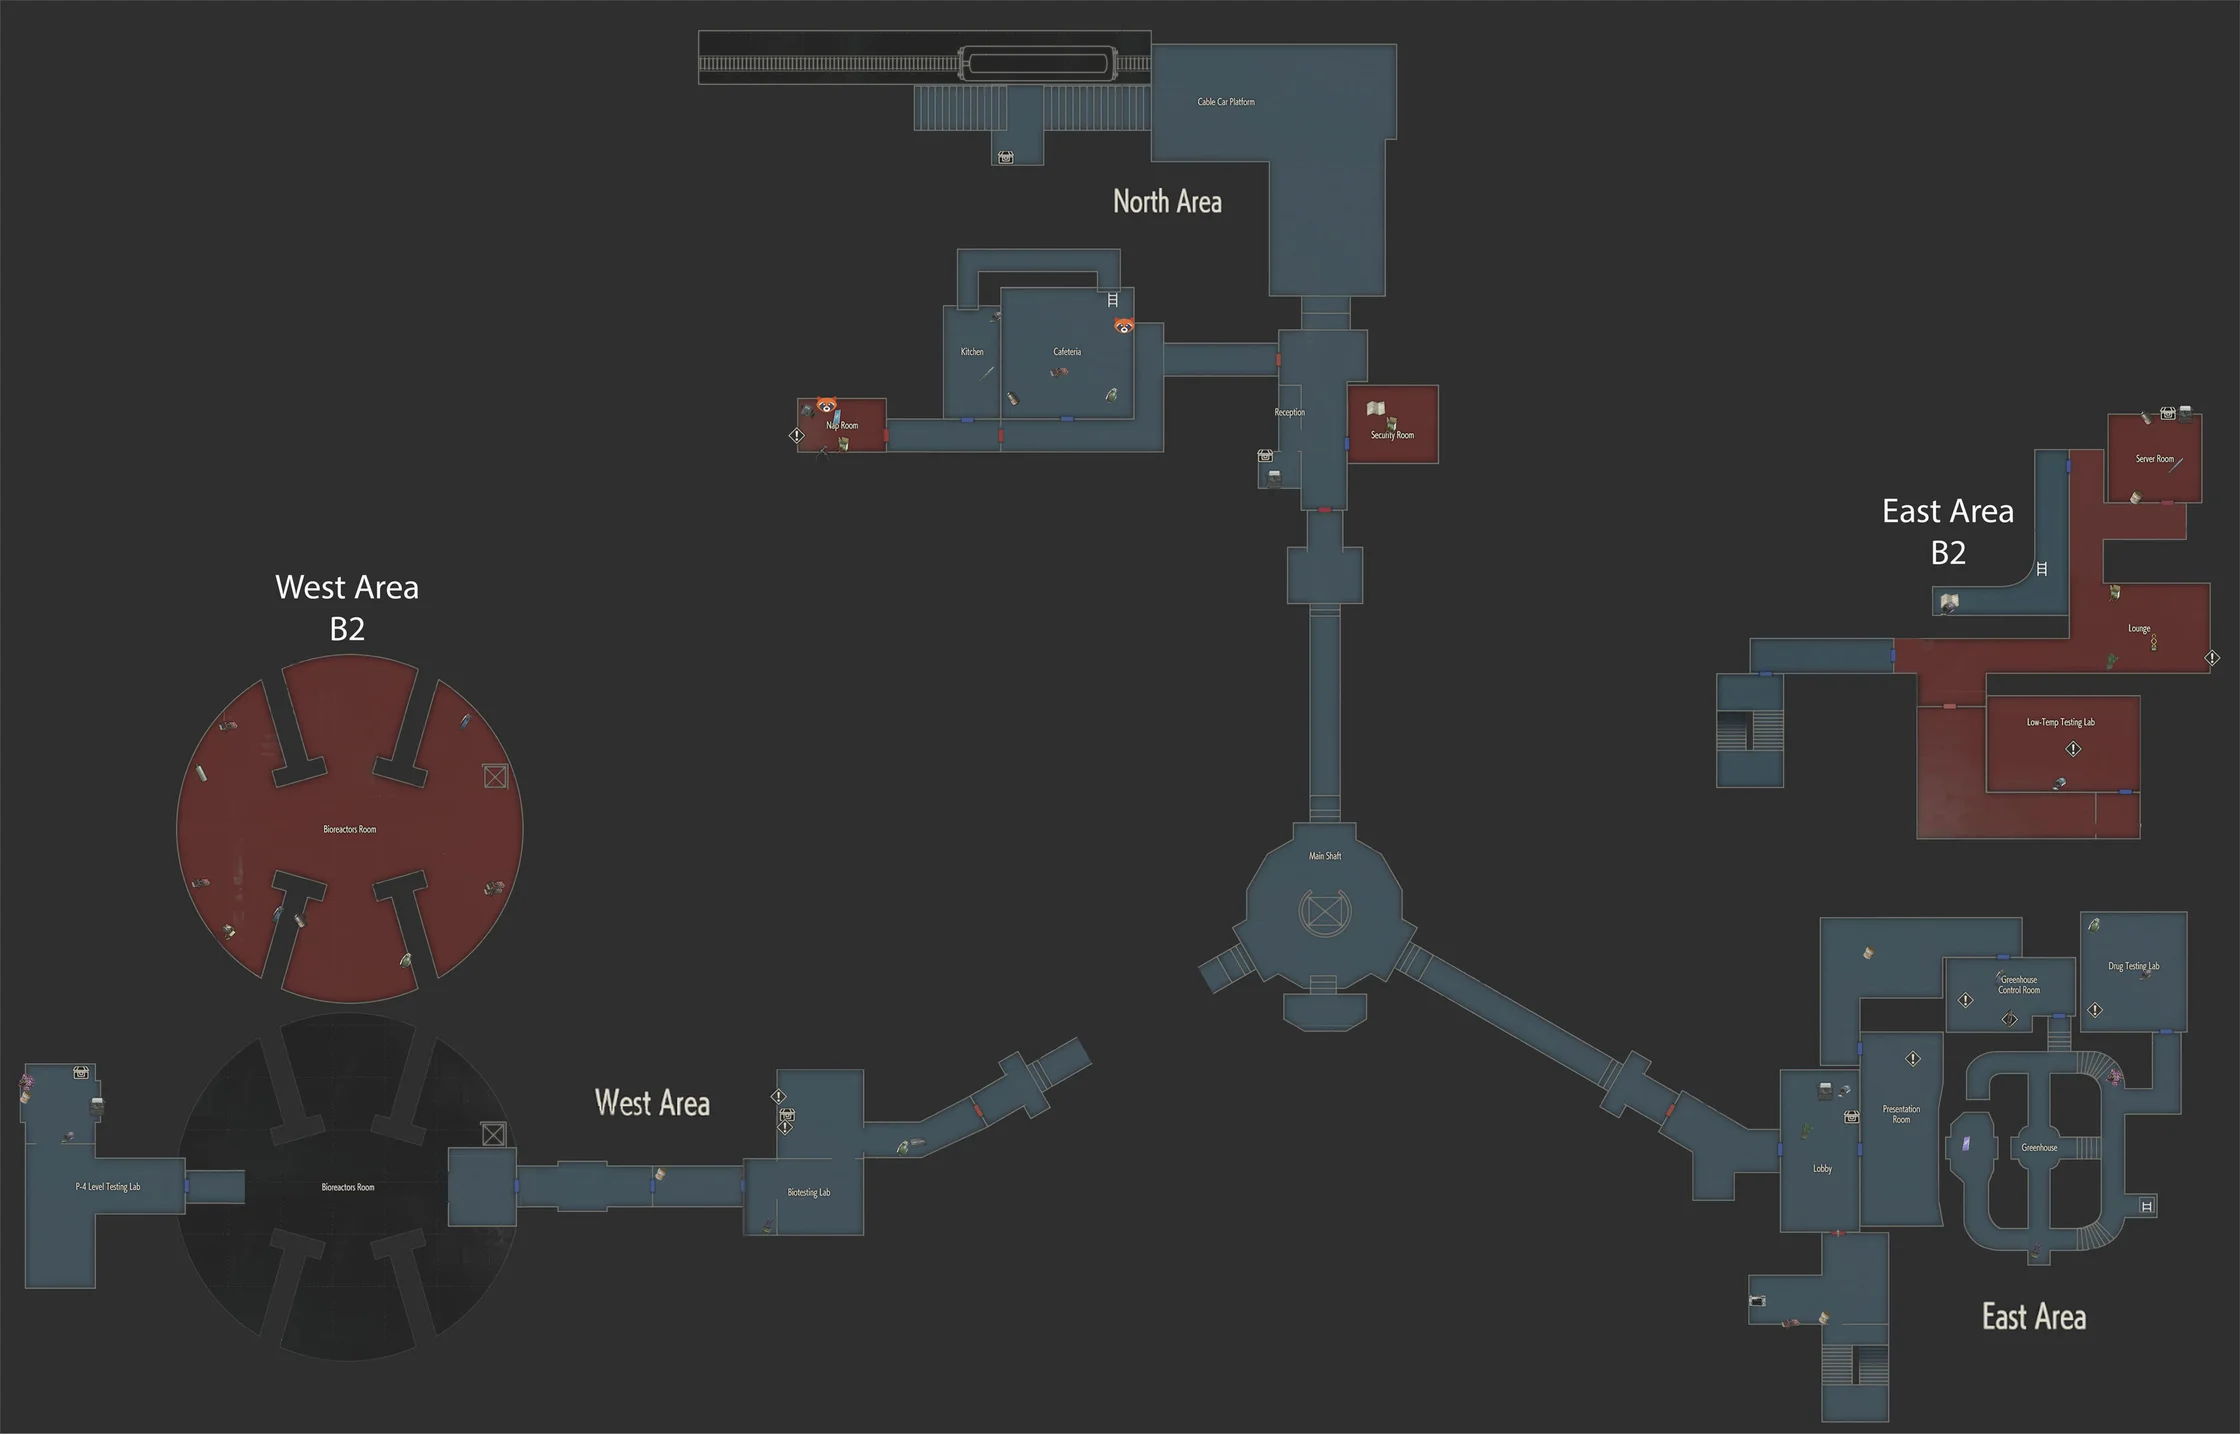 Cable Car Platform
North Area
Kitchen
Cafeteria
Nap Room
Reception
Security Room
Server Room
East Area
B2
Lounge
Low-Temp Testing Lab
West Area
B2
Bioreactors Room
Main Shaft
Drug Testing Lab
Greenhouse
Control Room
Presentation
Room
Greenhouse
Lobby
West Area
P-4 Level Testing Lab
Bioreactors Room
Biotesting Lab
East Area